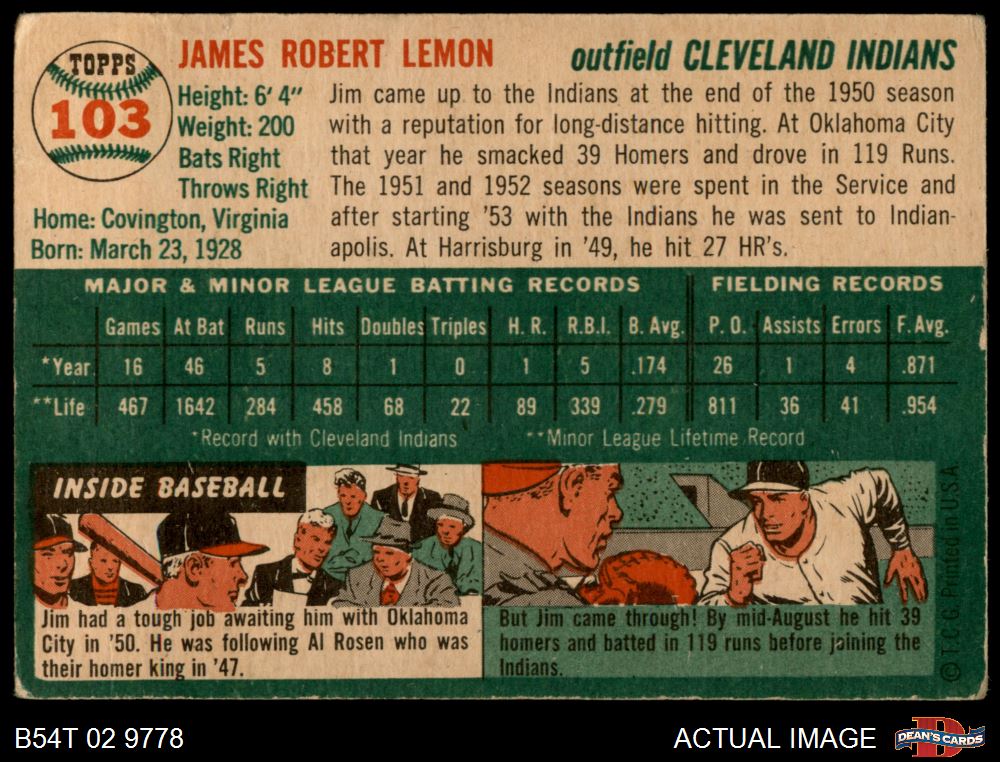 TOPPS
103
JAMES ROBERT LEMON
outfield CLEVELAND INDIANS
Height: 6' 4"
Weight: 200
Bats Right
Throws Right
Home: Covington, Virginia
Born: March 23, 1928
Jim came up to the Indians at the end of the 1950 season
with a reputation for long-distance hitting. At Oklahoma City
that year he smacked 39 Homers and drove in 119 Runs.
The 1951 and 1952 seasons were spent in the Service and
after starting '53 with the Indians he was sent to Indian-
apolis. At Harrisburg in '49, he hit 27 HR's.
MAJOR & MINOR LEAGUE BATTING RECORDS FIELDING RECORDS
Games At Bat Runs Hits Doubles Triples H. R. R.B.I. B. Avg. P. O. Assists Errors F. Avg.
*Year 16 46 5 8 1 0 1 5 .174 26 1 4 .871
**Life 467 1642 284 458 68 22 89 339 .279 811 36 41 .954
*Record with Cleveland Indians **Minor League Lifetime Record
INSIDE BASEBALL
Jim had a tough job awaiting him with Oklahoma
City in '50. He was following Al Rosen who was
their homer king in '47.
But Jim came through! By mid-August he hit 39
homers and batted in 119 runs before joining the
Indians.
© T.C.G. Printed in U.S.A.
B54T 02 9778
ACTUAL IMAGE
D
DEAN'S CARDS